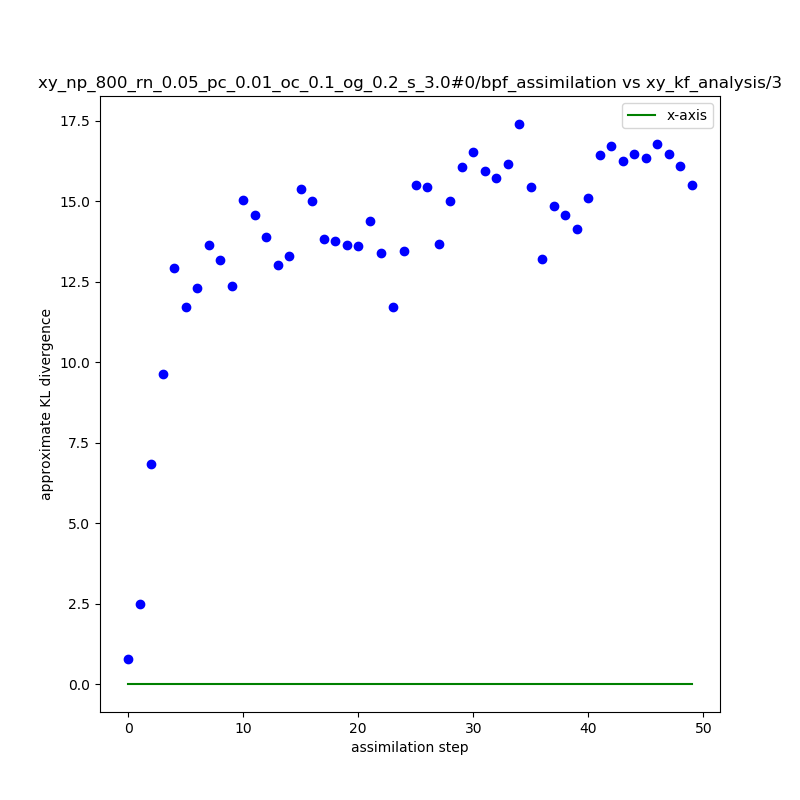 xy_np_800_rn_0.05_pc_0.01_oc_0.1_og_0.2_s_3.0#0/bpf_assimilation vs xy_kf_analysis/3
x-axis
17.5
15.0
12.5
10.0
7.5
5.0
2.5
0.0
approximate KL divergence
0 10 20 30 40 50
assimilation step